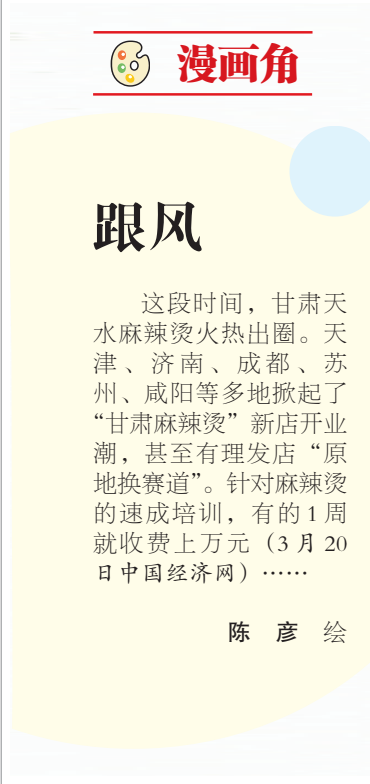 漫画角
跟风
这段时间，甘肃天
水麻辣烫火热出圈。天
津、济南、成都、苏
州、咸阳等多地掀起了
“甘肃麻辣烫”新店开业
潮，甚至有理发店“原
地换赛道”。针对麻辣烫
的速成培训，有的1周
就收费上万元（3月20
日中国经济网）……
陈 彦 绘